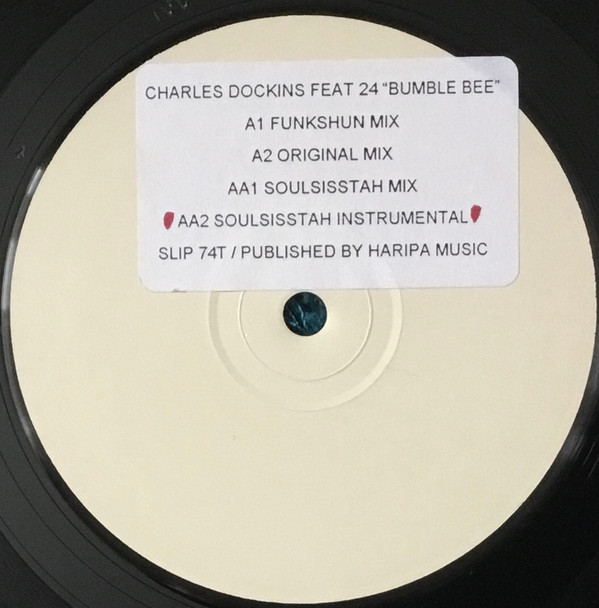 CHARLES DOCKINS FEAT 24 “BUMBLE BEE”
A1 FUNKSHUN MIX
A2 ORIGINAL MIX
AA1 SOULSISSTAH MIX
AA2 SOULSISSTAH INSTRUMENTAL
SLIP 74T / PUBLISHED BY HARIPA MUSIC